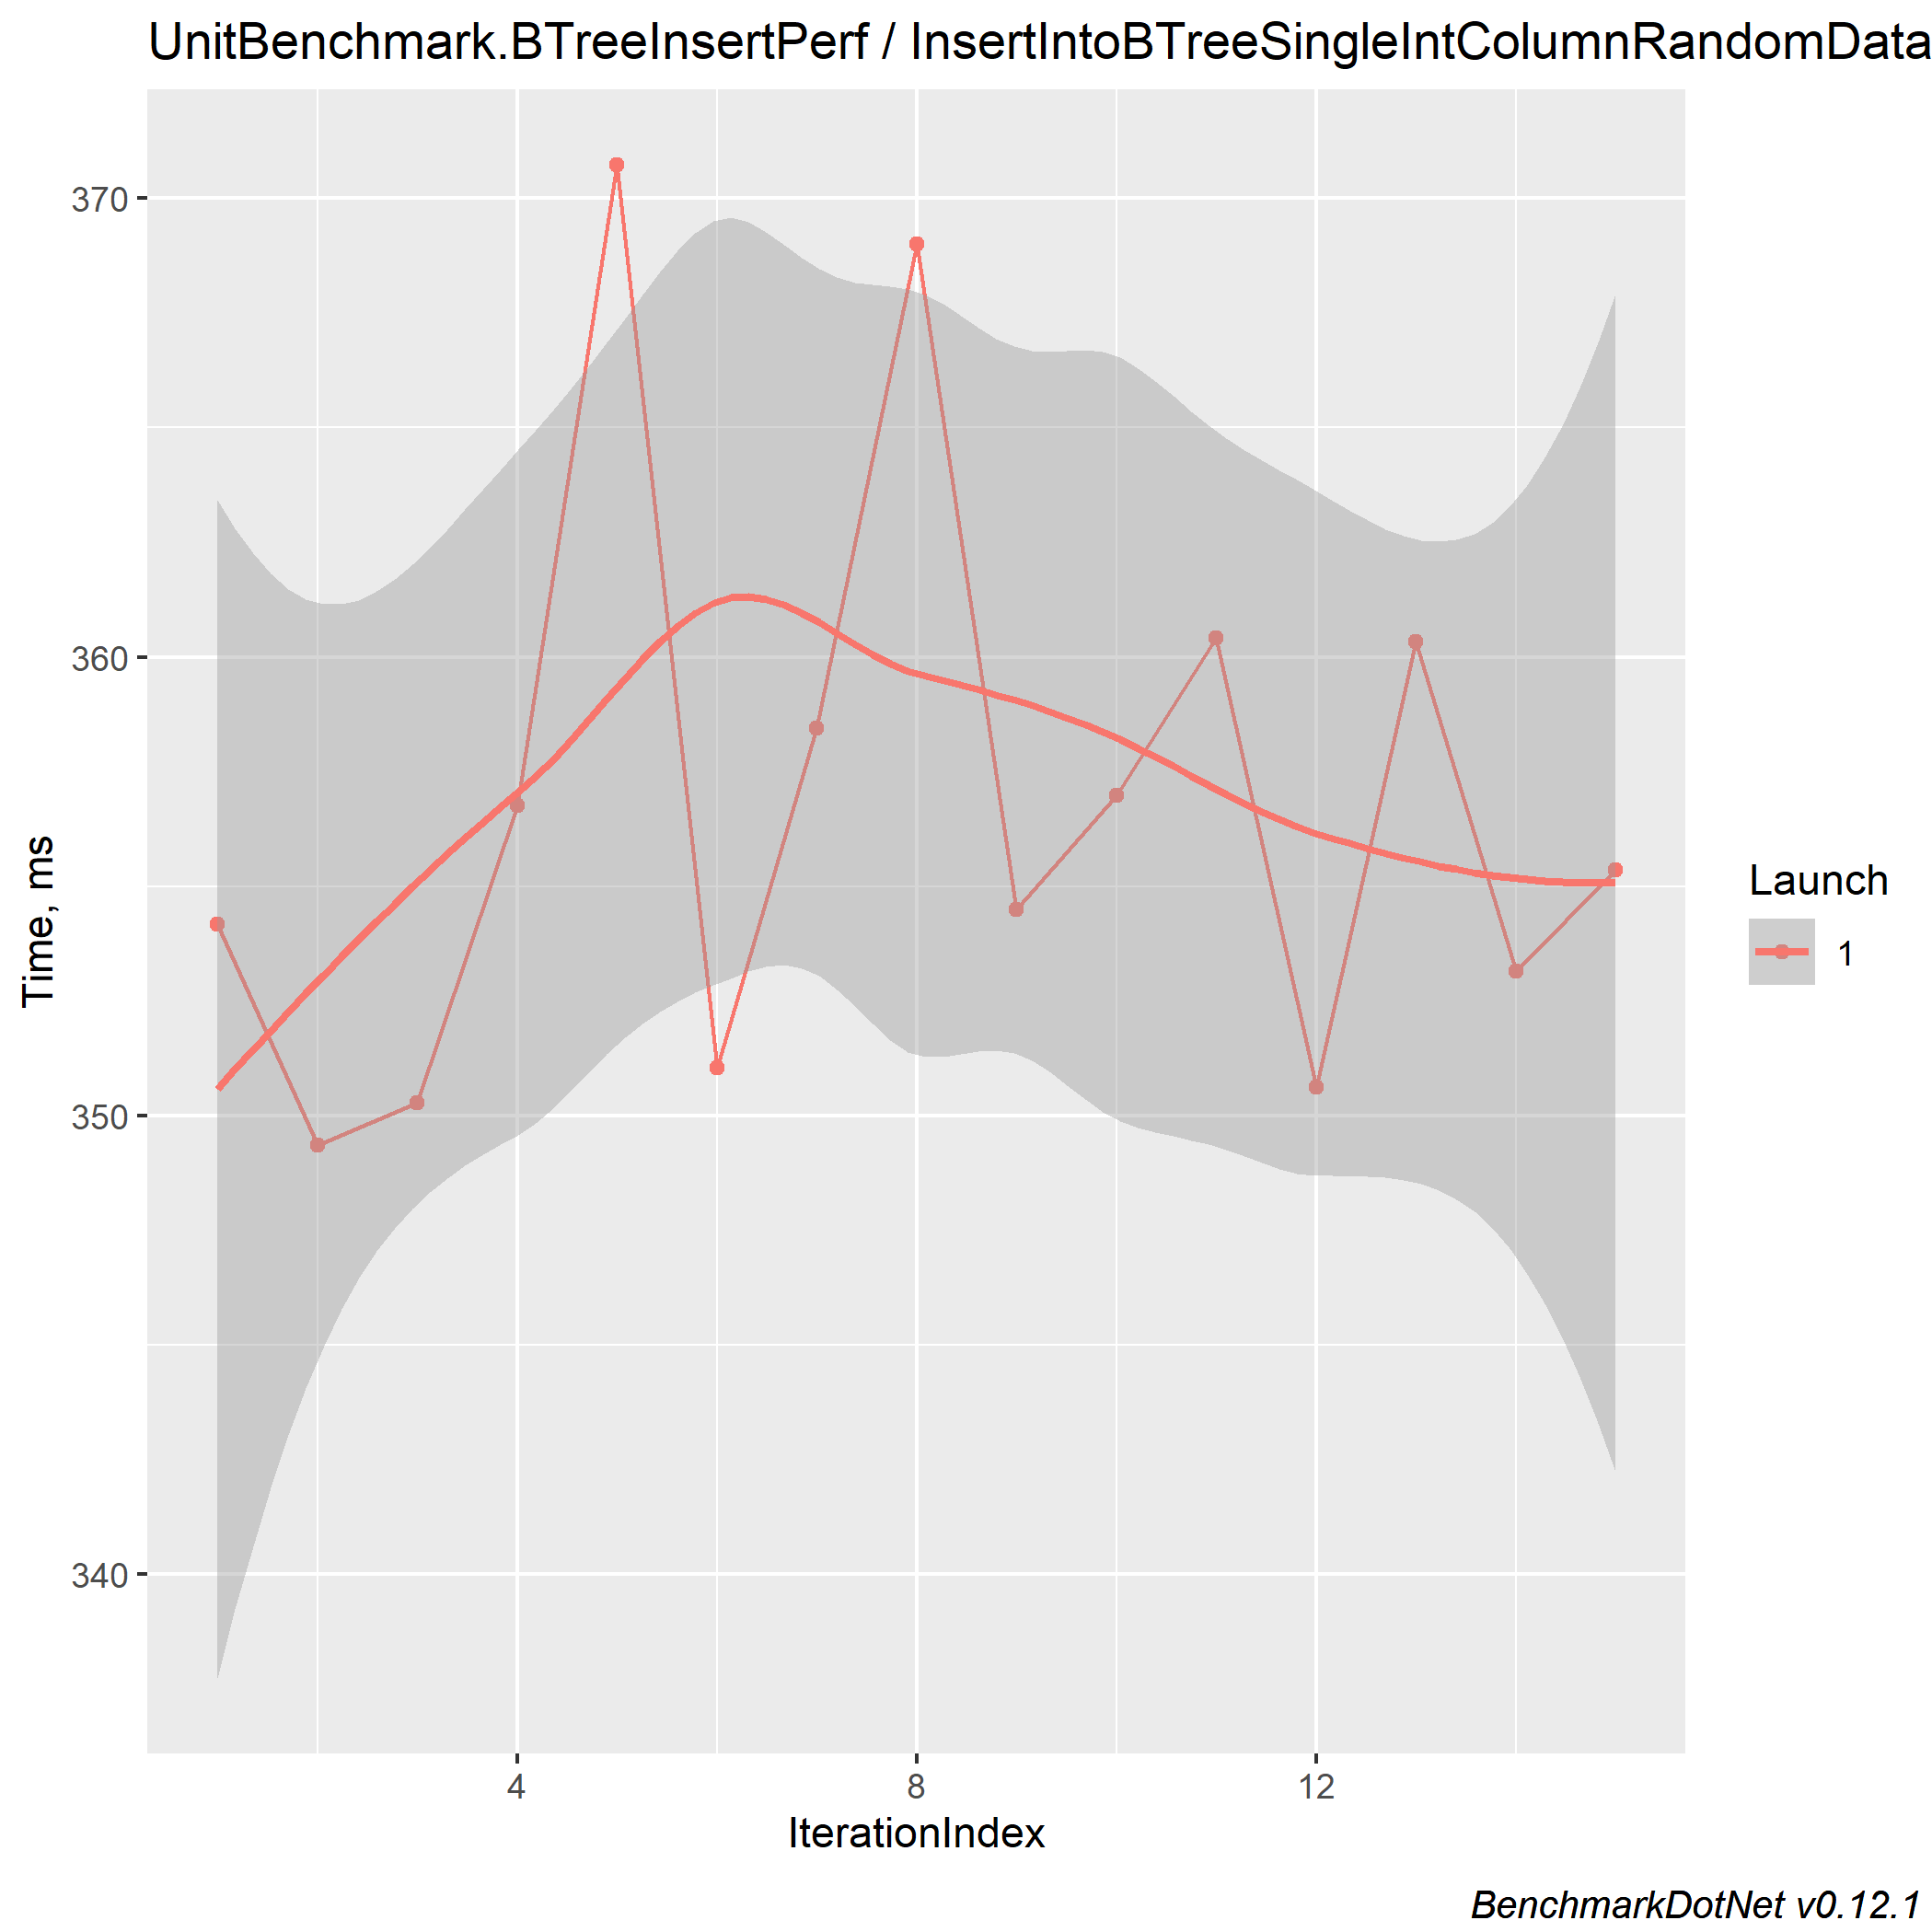 UnitBenchmark.BTreeInsertPerf / InsertIntoBTreeSingleIntColumnRandomData
370
360
350
340
Time, ms
4
8
12
IterationIndex
Launch
1
BenchmarkDotNet v0.12.1